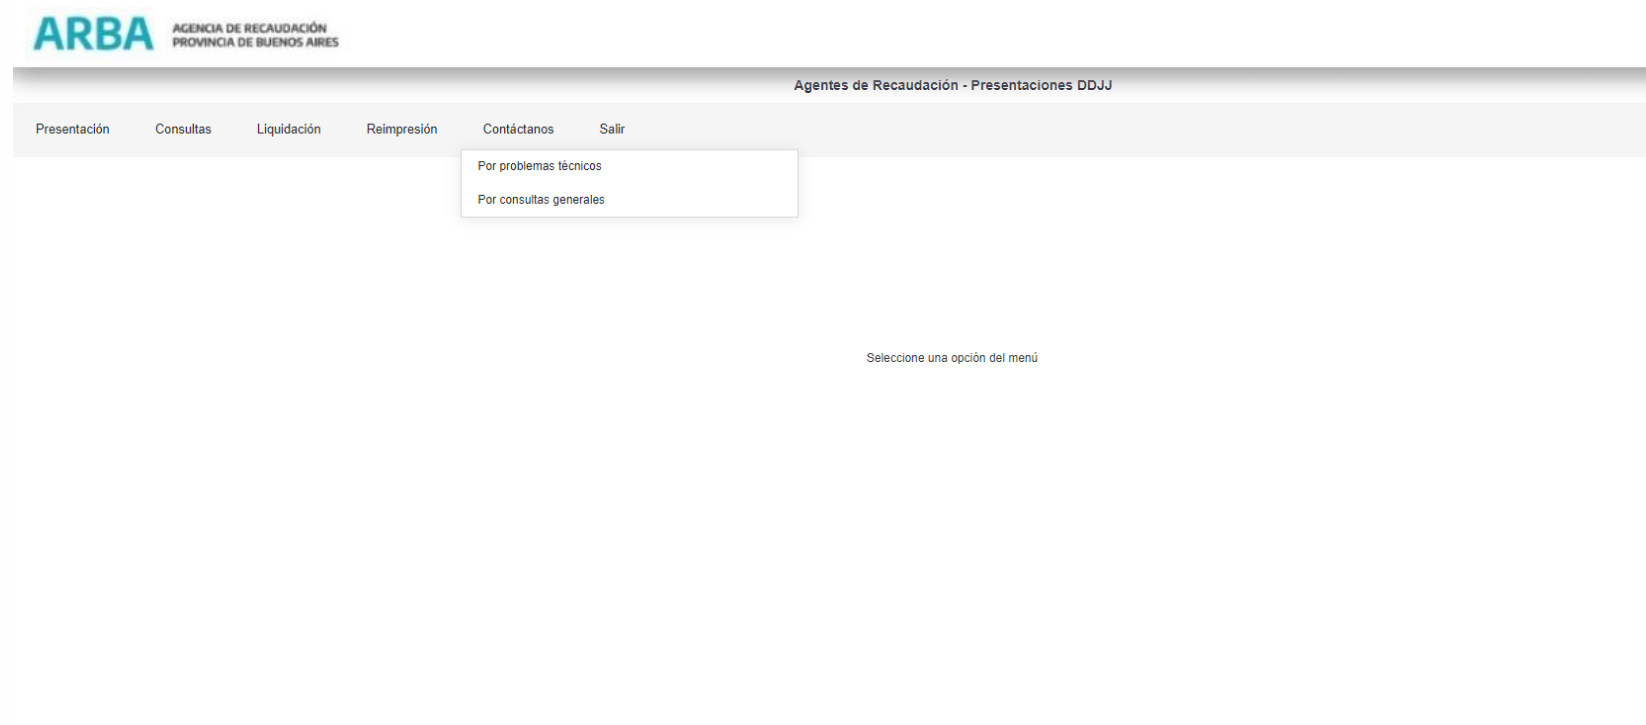 ARBA
AGENCIA DE RECAUDACIÓN
PROVINCIA DE BUENOS AIRES
Agentes de Recaudación - Presentaciones DDJJ
Presentación Consultas Liquidación Reimpresión Contáctanos Salir
Por problemas técnicos
Por consultas generales
Seleccione una opción del menú